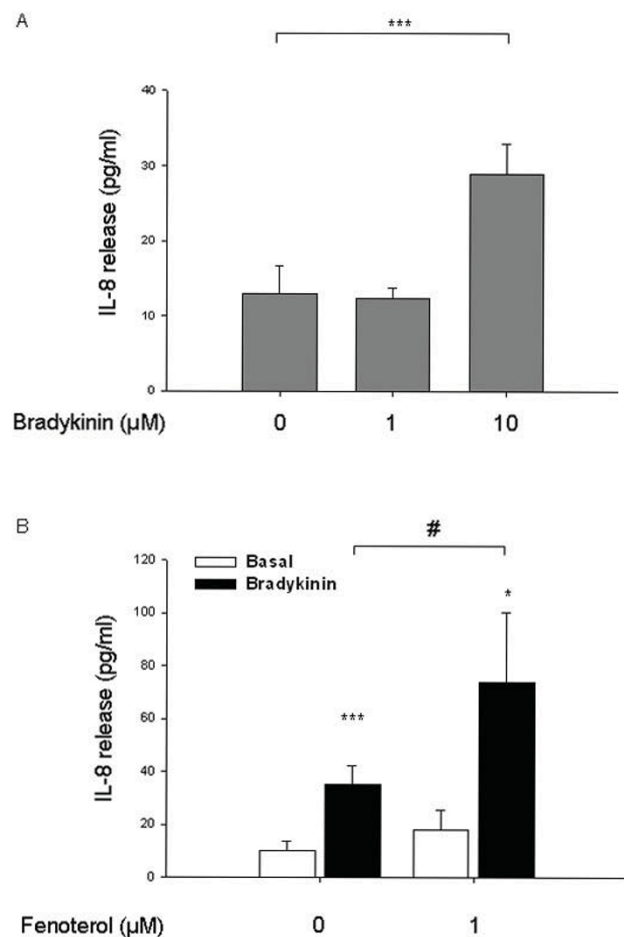 A
***
40
30
20
10
0
IL-8 release (pg/ml)
Bradykinin (µM) 0 1 10
B
#
120
100
80
60
40
20
0
IL-8 release (pg/ml)
Basal
Bradykinin
*
***
Fenoterol (µM) 0 1